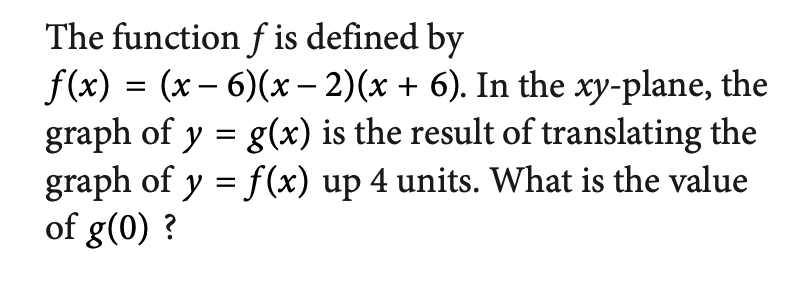 The function f is defined by
f(x) = (x – 6)(x – 2)(x + 6). In the xy-plane, the
graph of y = g(x) is the result of translating the
graph of y = f(x) up 4 units. What is the value
of g(0) ?